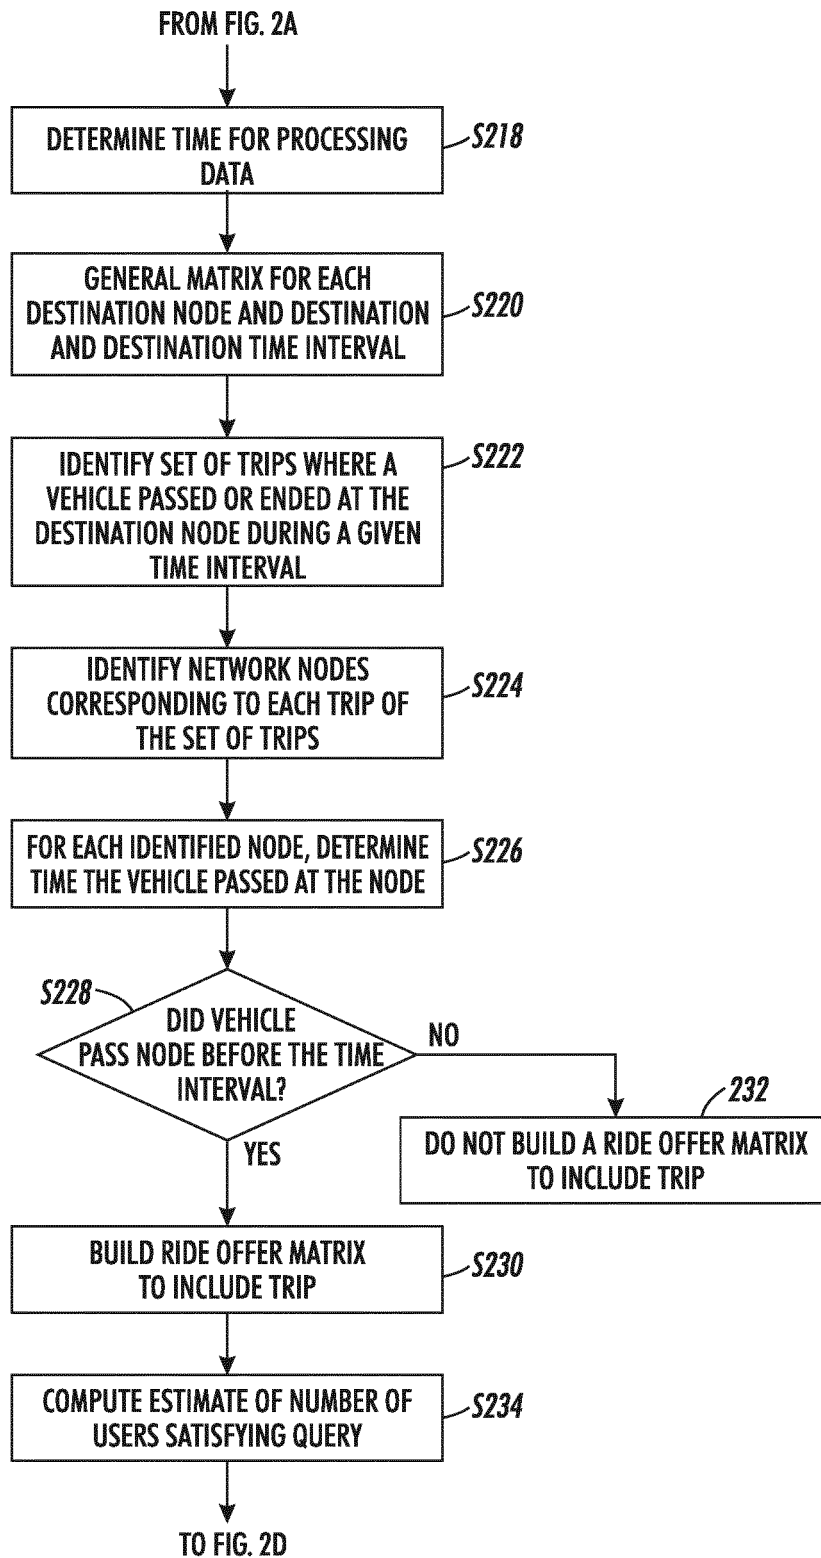 FROM FIG. 2A
DETERMINE TIME FOR PROCESSING
DATA
S218
GENERAL MATRIX FOR EACH
DESTINATION NODE AND DESTINATION
AND DESTINATION TIME INTERVAL
S220
IDENTIFY SET OF TRIPS WHERE A
VEHICLE PASSED OR ENDED AT THE
DESTINATION NODE DURING A GIVEN
TIME INTERVAL
S222
IDENTIFY NETWORK NODES
CORRESPONDING TO EACH TRIP OF
THE SET OF TRIPS
S224
FOR EACH IDENTIFIED NODE, DETERMINE
TIME THE VEHICLE PASSED AT THE NODE
S226
S228
DID VEHICLE
PASS NODE BEFORE THE TIME
INTERVAL?
NO
YES
232
DO NOT BUILD A RIDE OFFER MATRIX
TO INCLUDE TRIP
BUILD RIDE OFFER MATRIX
TO INCLUDE TRIP
S230
COMPUTE ESTIMATE OF NUMBER OF
USERS SATISFYING QUERY
S234
TO FIG. 2D